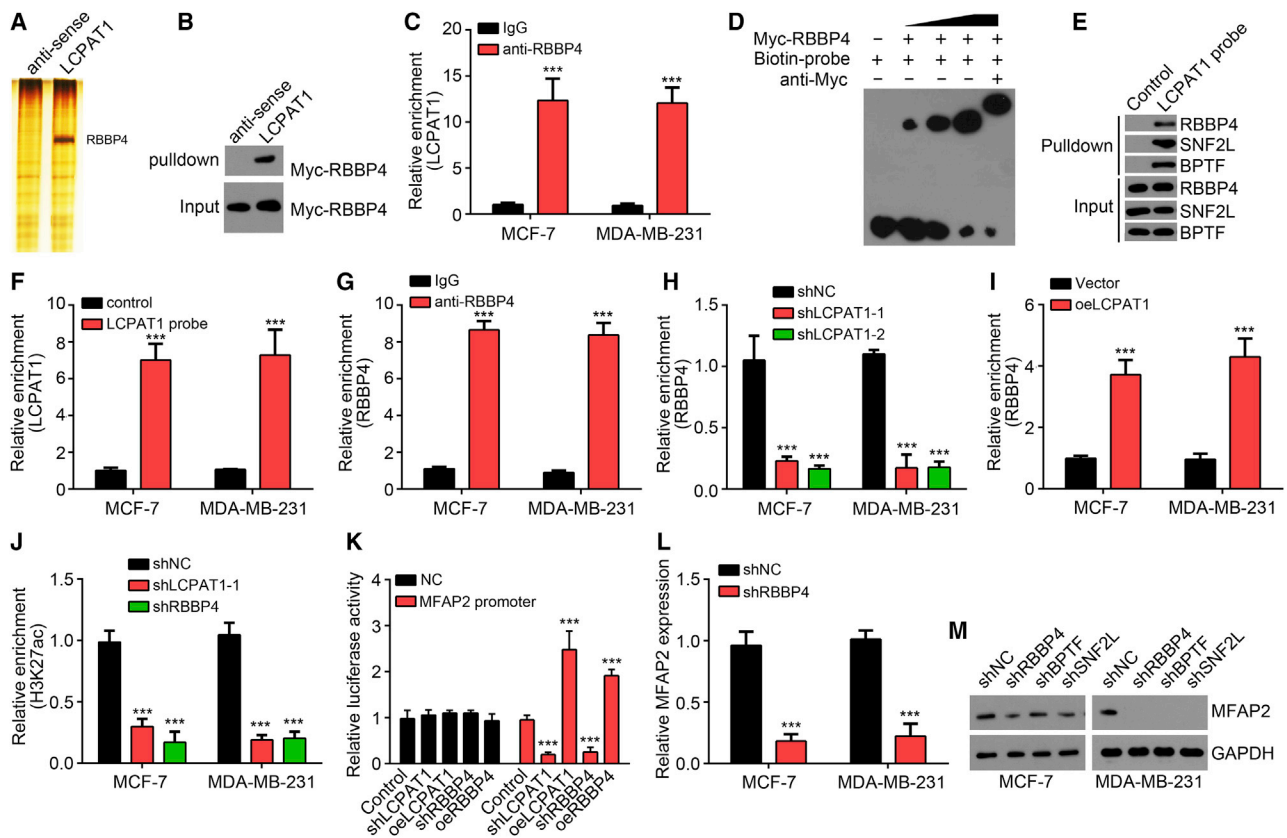 A
anti-sense
LCPAT1
RBBP4
B
anti-sense
LCPAT1
pulldown
Myc-RBBP4
Input
Myc-RBBP4
C
IgG
anti-RBBP4
Relative enrichment
(LCPAT1)
20
15
10
5
0
***
***
MCF-7
MDA-MB-231
D
Myc-RBBP4 − + + + +
Biotin-probe + + + + +
anti-Myc − − − − +
E
Control
LCPAT1 probe
Pulldown
RBBP4
SNF2L
BPTF
Input
RBBP4
SNF2L
BPTF
F
control
LCPAT1 probe
Relative enrichment
(LCPAT1)
10
8
6
4
2
0
***
***
MCF-7
MDA-MB-231
G
IgG
anti-RBBP4
Relative enrichment
(RBBP4)
10
8
6
4
2
0
***
***
MCF-7
MDA-MB-231
H
shNC
shLCPAT1-1
shLCPAT1-2
Relative enrichment
(RBBP4)
1.5
1.0
0.5
0.0
*** ***
*** ***
MCF-7
MDA-MB-231
I
Vector
oeLCPAT1
Relative enrichment
(RBBP4)
6
4
2
0
***
***
MCF-7
MDA-MB-231
J
shNC
shLCPAT1-1
shRBBP4
Relative enrichment
(H3K27ac)
1.5
1.0
0.5
0.0
*** ***
*** ***
MCF-7
MDA-MB-231
K
NC
MFAP2 promoter
Relative luciferase activity
4
3
2
1
0
***
***
***
***
Control
shLCPAT1
oeLCPAT1
shRBBP4
oeRBBP4
Control
shLCPAT1
oeLCPAT1
shRBBP4
oeRBBP4
L
shNC
shRBBP4
Relative MFAP2 expression
1.5
1.0
0.5
0.0
***
***
MCF-7
MDA-MB-231
M
shNC
shRBBP4
shBPTF
shSNF2L
shNC
shRBBP4
shBPTF
shSNF2L
MFAP2
GAPDH
MCF-7
MDA-MB-231